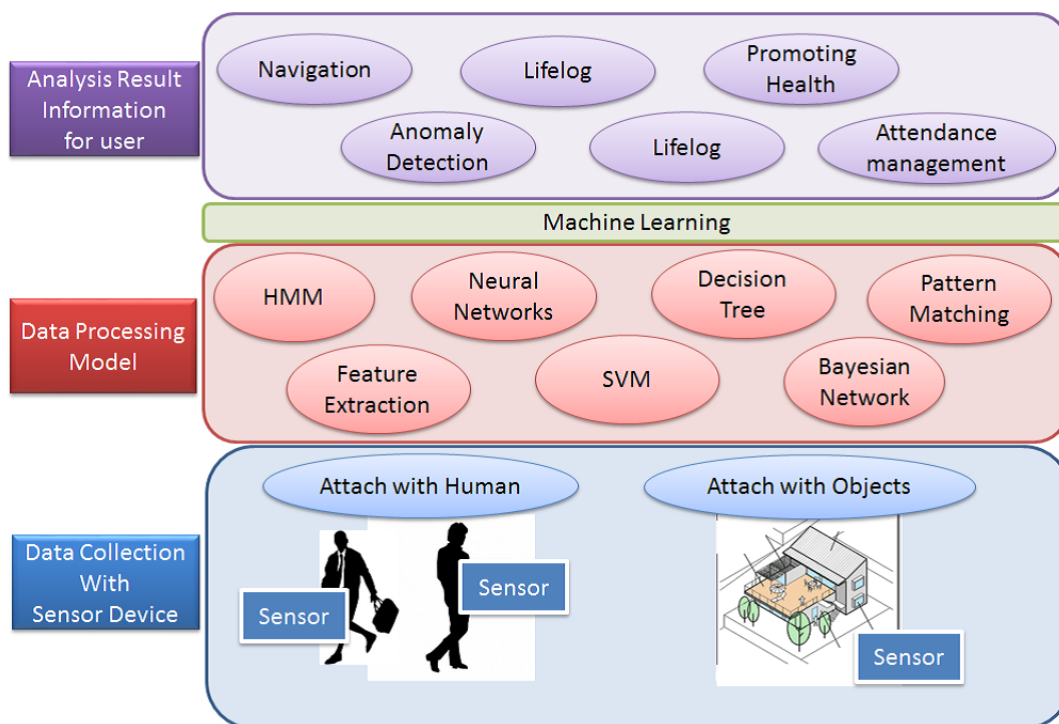 Analysis Result
Information
for user
Navigation
Lifelog
Promoting
Health
Anomaly
Detection
Lifelog
Attendance
management
Machine Learning
Data Processing
Model
HMM
Neural
Networks
Decision
Tree
Pattern
Matching
Feature
Extraction
SVM
Bayesian
Network
Data Collection
With
Sensor Device
Attach with Human
Attach with Objects
Sensor
Sensor
Sensor